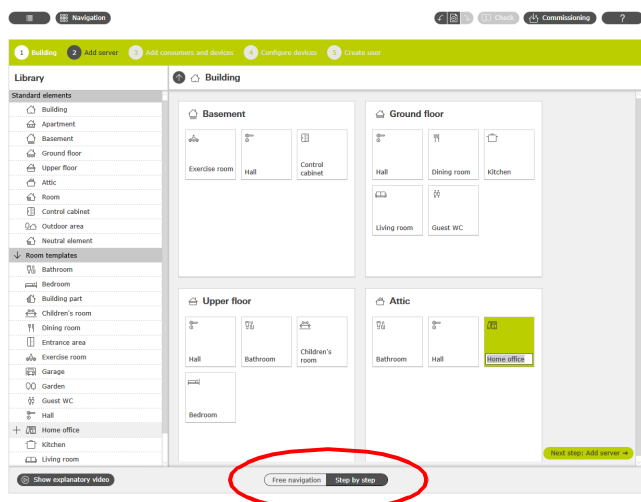 Navigation
Check
Commissioning
?
1 Building
2 Add server
3 Add consumers and devices
4 Configure devices
5 Create user
Library
Building
Standard elements
Building
Apartment
Basement
Ground floor
Upper floor
Attic
Room
Control cabinet
Outdoor area
Neutral element
Room templates
Bathroom
Bedroom
Building part
Children's room
Dining room
Entrance area
Exercise room
Garage
Garden
Guest WC
Hall
Home office
Kitchen
Living room
Basement
Exercise room
Hall
Control
cabinet
Ground floor
Hall
Dining room
Kitchen
Living room
Guest WC
Upper floor
Hall
Bathroom
Children's
room
Bedroom
Attic
Bathroom
Hall
Home office
Next step: Add server →
Show explanatory video
Free navigation
Step by step